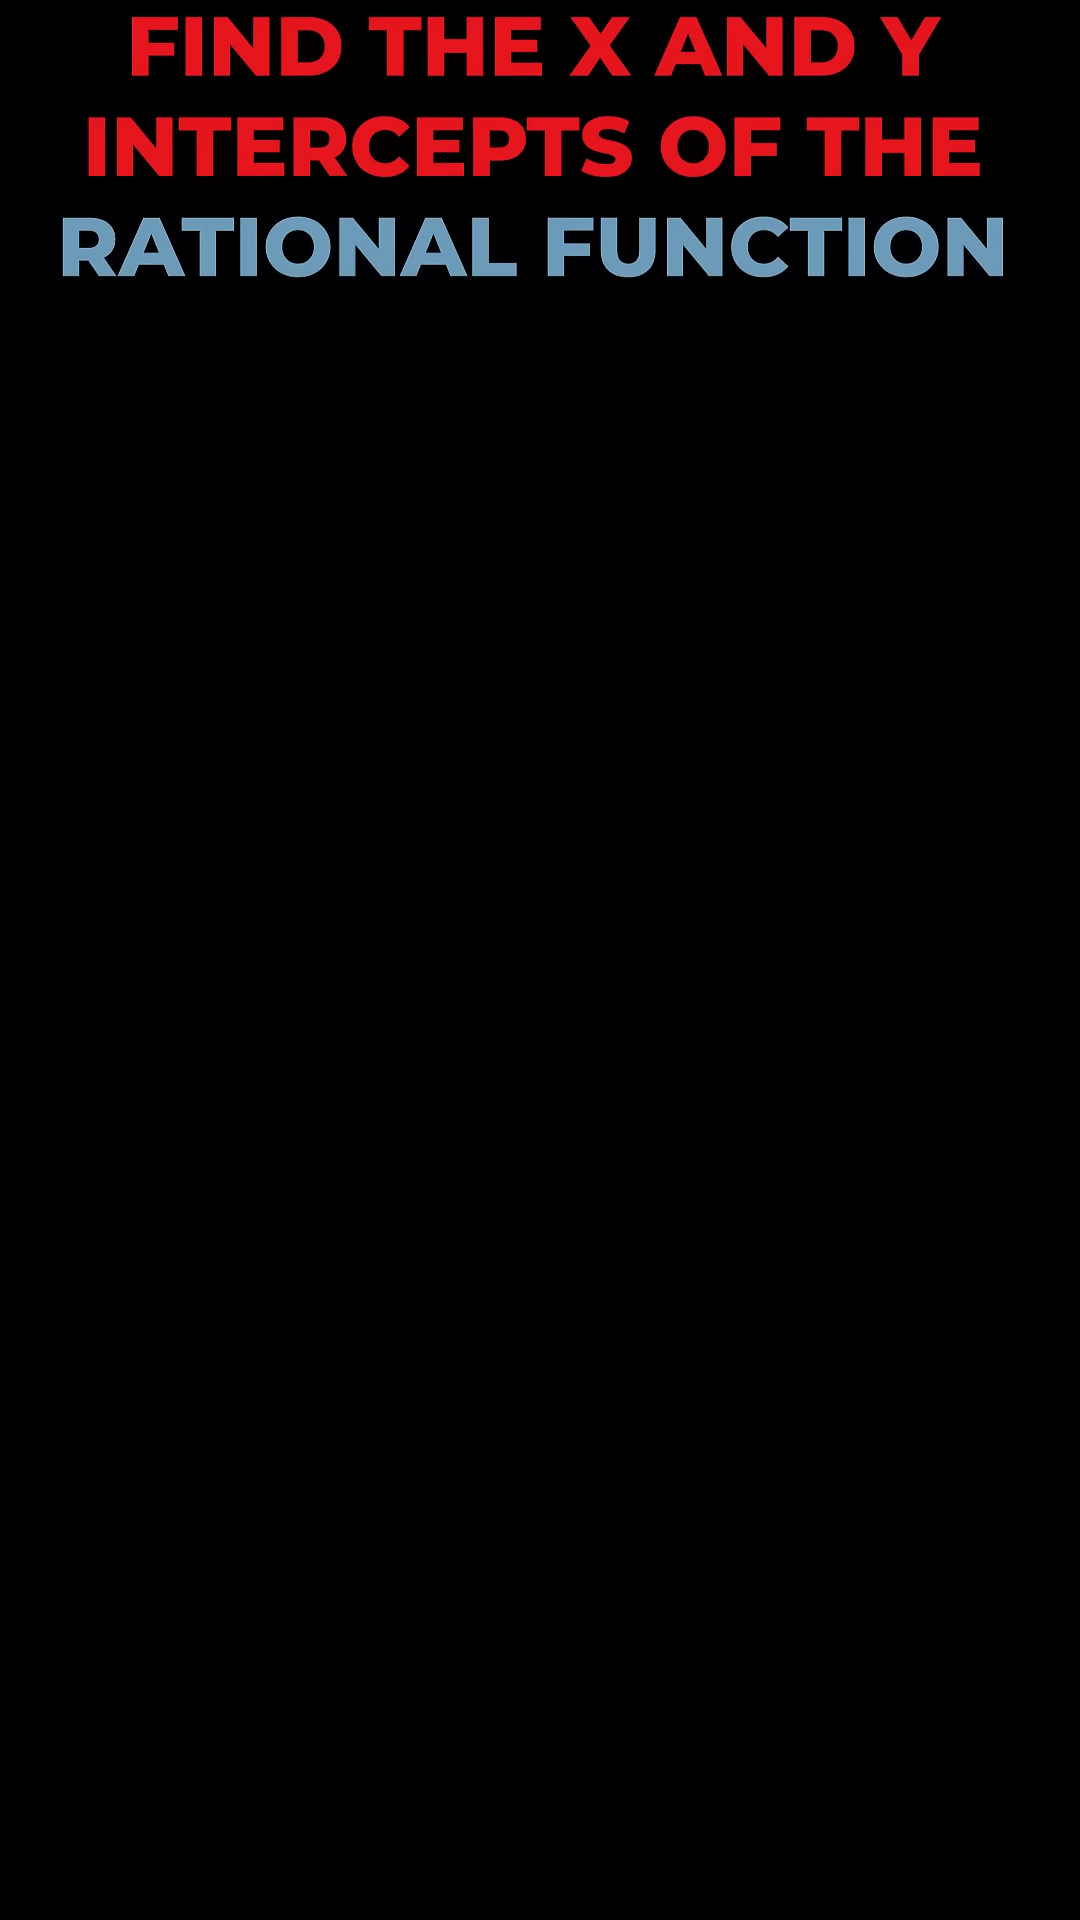 FIND THE X AND Y
INTERCEPTS OF THE
RATIONAL FUNCTION